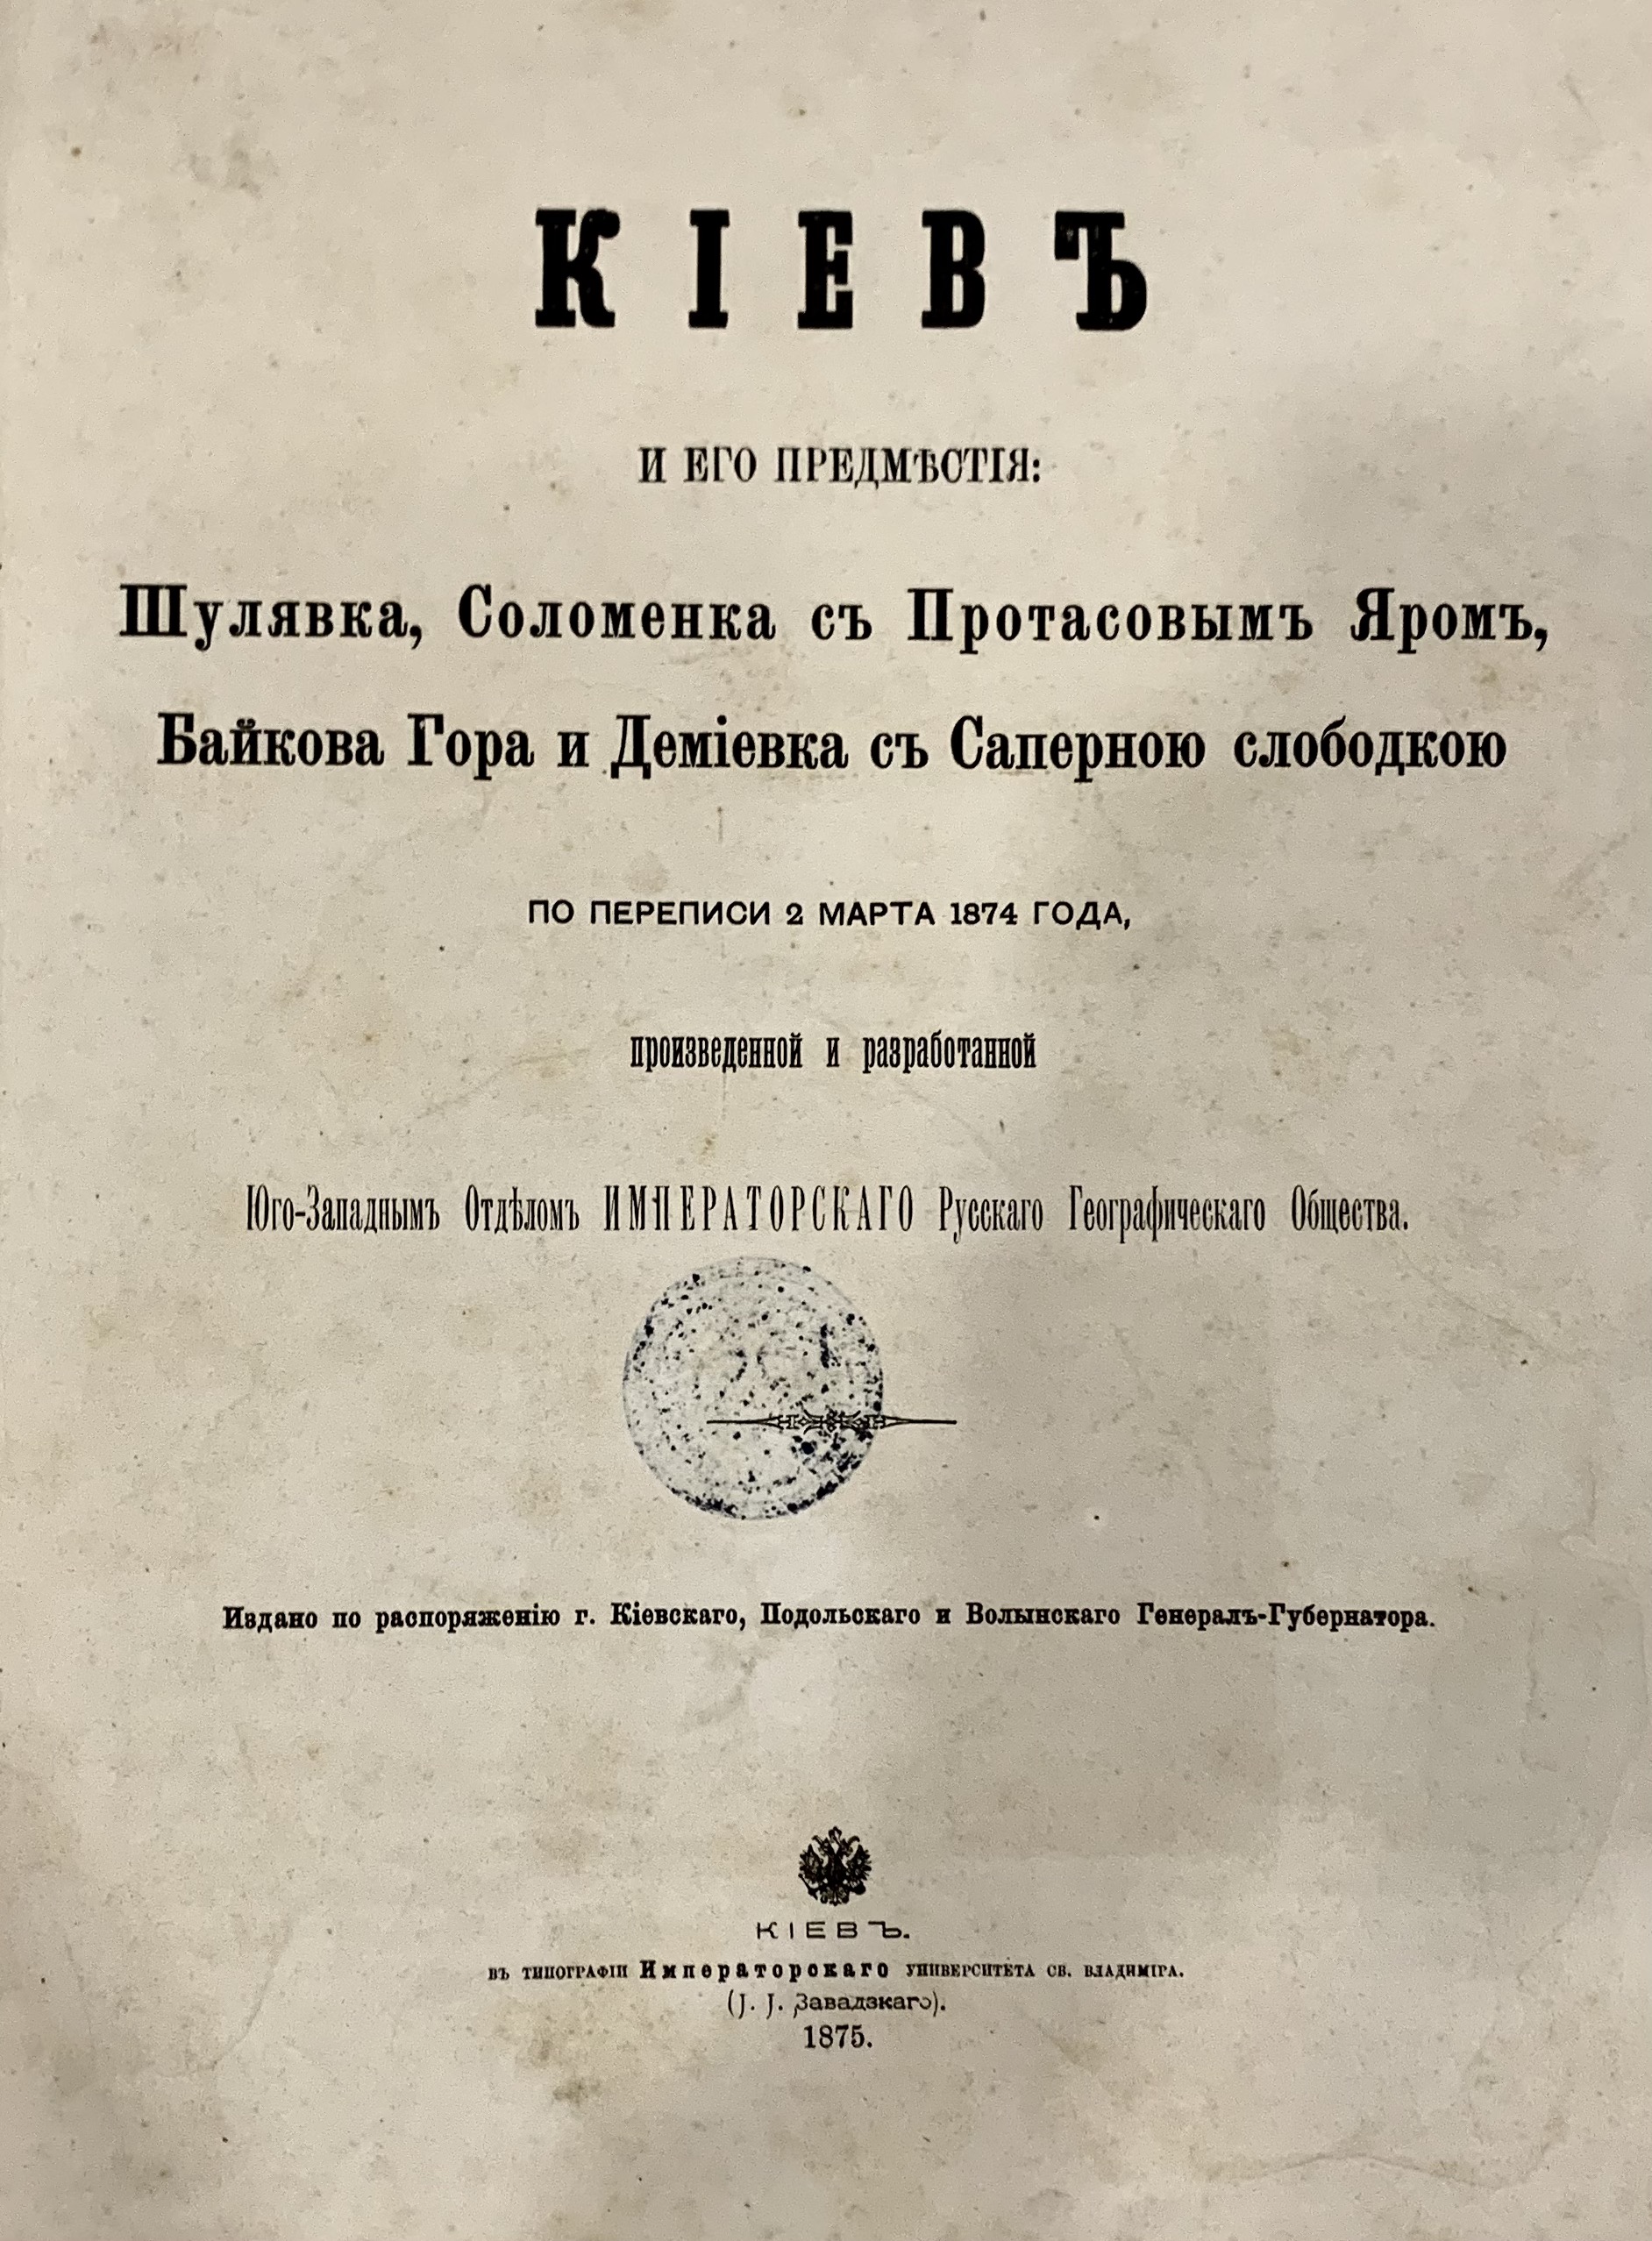 КІЕВЪ
И ЕГО ПРЕДМѢСТІЯ:
Шулявка, Соломенка съ Протасовымъ Яромъ,
Байкова Гора и Деміевка съ Саперною слободкою
ПО ПЕРЕПИСИ 2 МАРТА 1874 ГОДА,
произведенной и разработанной
Юго-Западнымъ Отдѣломъ ИМПЕРАТОРСКАГО Русскаго Географическаго Общества.
Издано по распоряженію г. Кіевскаго, Подольскаго и Волынскаго Генералъ-Губернатора.
КІЕВЪ.
ВЪ ТИПОГРАФІИ Императорскаго УНИВЕРСИТЕТА СВ. ВЛАДИМІРА.
(І. І. Завадзкаго).
1875.